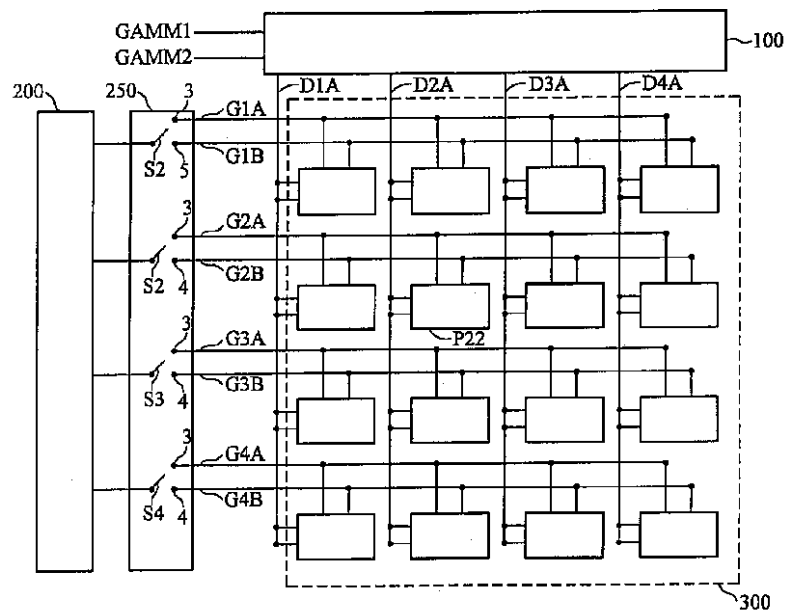 GAMM1
GAMM2
100
D1A D2A D3A D4A
200 250 3
G1A
G1B
S2 5
3
G2A
G2B
S2 4
P22
3
G3A
G3B
S3 4
3
G4A
G4B
S4 4
300